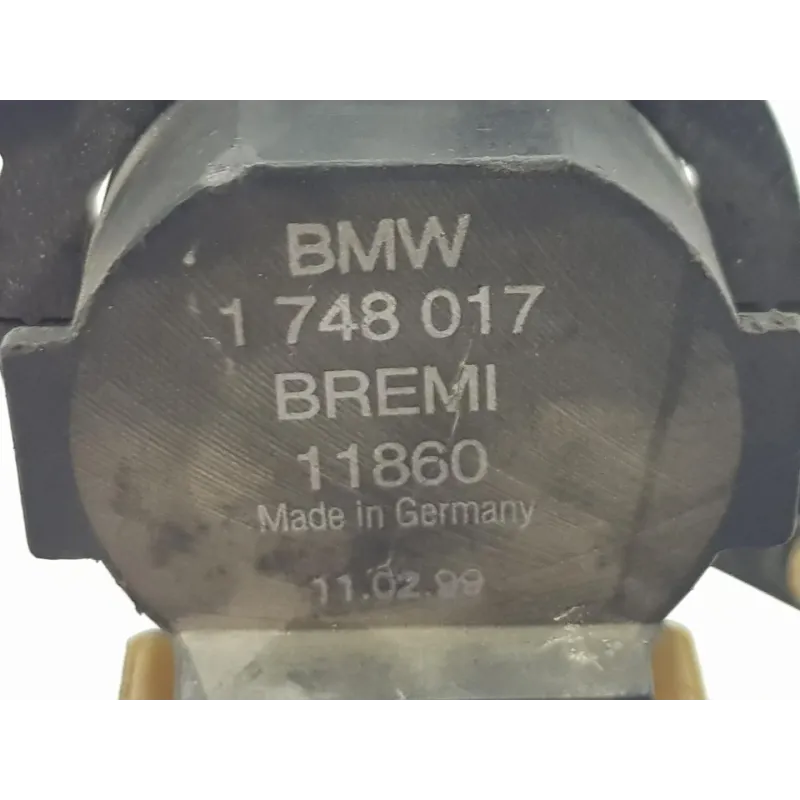 BMW
1 748 017
BREMI
11860
Made in Germany
11.02.99